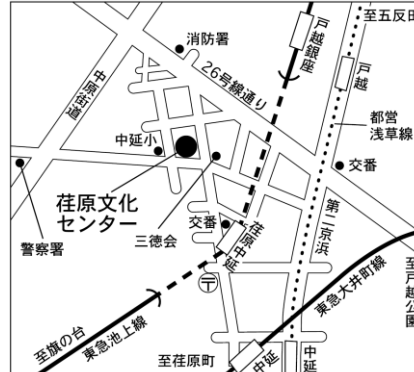 至五反田
消防署
戸越銀座
26号線通り
戸越
中原街道
都営
浅草線
中延小
交番
荏原文化
センター
三徳会
警察署
交番
荏原中延
第二京浜
東急大井町線
至戸越公園
至旗の台
東急池上線
至荏原町
中延
中延